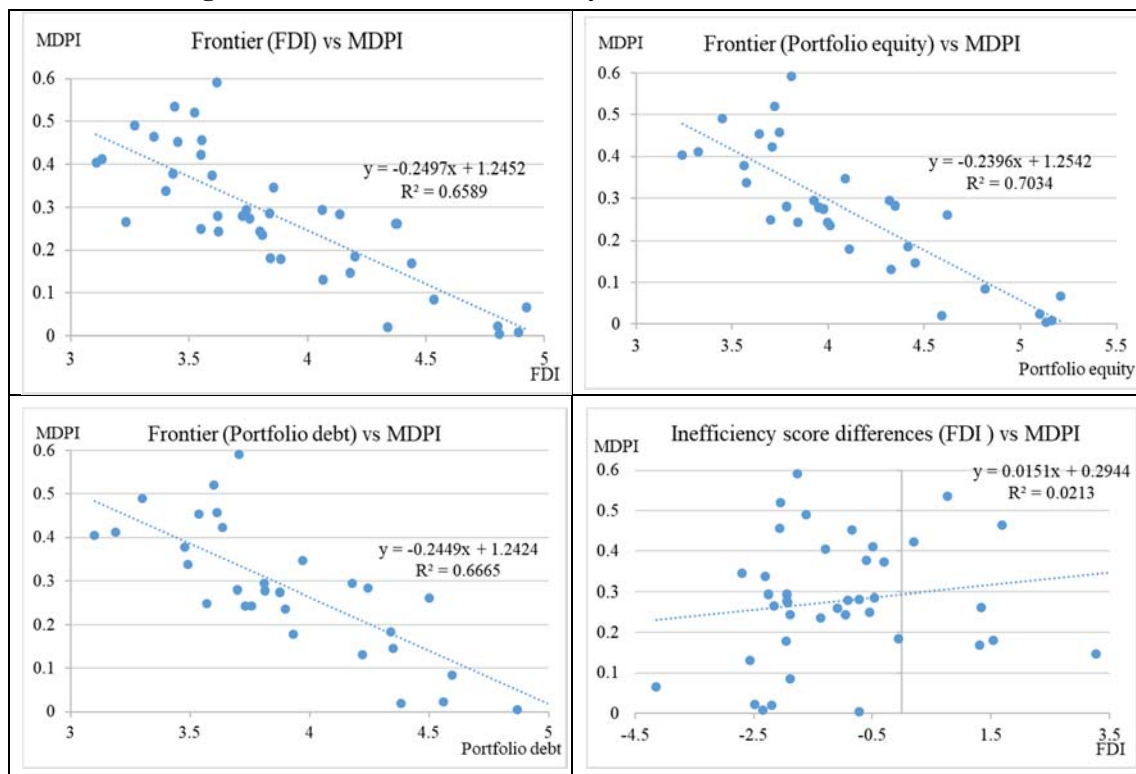 MDPI
Frontier (FDI) vs MDPI
0.6
0.5
0.4
0.3
0.2
0.1
0
y = -0.2497x + 1.2452
R² = 0.6589
3 3.5 4 4.5 5
FDI
MDPI
Frontier (Portfolio equity) vs MDPI
0.6
0.5
0.4
0.3
0.2
0.1
0
y = -0.2396x + 1.2542
R² = 0.7034
3 3.5 4 4.5 5 5.5
Portfolio equity
MDPI
Frontier (Portfolio debt) vs MDPI
0.6
0.5
0.4
0.3
0.2
0.1
0
y = -0.2449x + 1.2424
R² = 0.6665
3 3.5 4 4.5 5
Portfolio debt
Inefficiency score differences (FDI ) vs MDPI
MDPI
0.6
0.5
0.4
0.3
0.2
0.1
0
y = 0.0151x + 0.2944
R² = 0.0213
-4.5 -2.5 -0.5 1.5 3.5
FDI